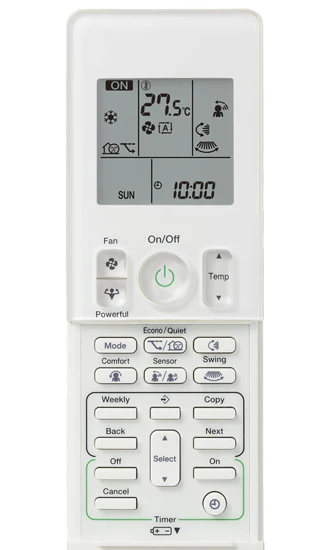 ON
27.5°C
A
SUN 10:00
Fan On/Off
Temp
Powerful
Econo/Quiet
Mode
Comfort Sensor Swing
Weekly Copy
Back Next
Select
Off On
Cancel
Timer